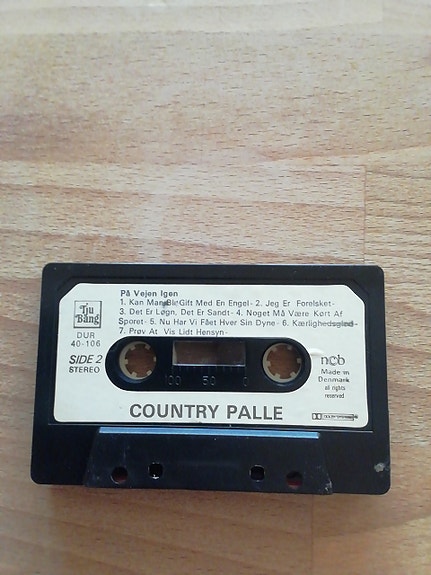 På Vejen Igen
1. Kan Man Bli Gift Med En Engel- 2. Jeg Er Forelsket-
3. Det Er Løgn, Det Er Sandt- 4. Noget Må Være Kørt Af
Sporet- 5. Nu Har Vi Fået Hver Sin Dyne- 6. Kærlighedsglød-
7. Prøv At Vis Lidt Hensyn-
Tju
Bang
DUR
40-106
SIDE 2
STEREO
100 50 0
ncb
Made in
Denmark
all rights
reserved
COUNTRY PALLE